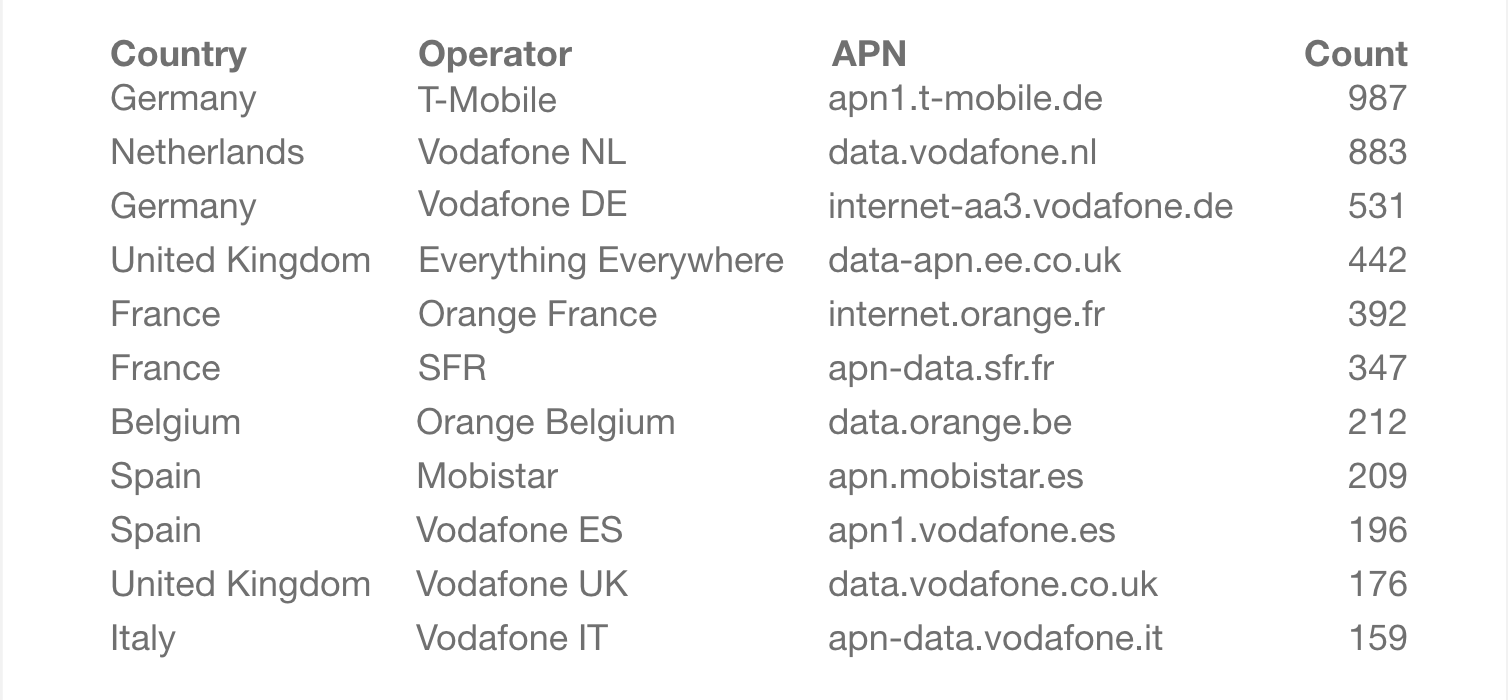 Country Operator APN Count
Germany T-Mobile apn1.t-mobile.de 987
Netherlands Vodafone NL data.vodafone.nl 883
Germany Vodafone DE internet-aa3.vodafone.de 531
United Kingdom Everything Everywhere data-apn.ee.co.uk 442
France Orange France internet.orange.fr 392
France SFR apn-data.sfr.fr 347
Belgium Orange Belgium data.orange.be 212
Spain Mobistar apn.mobistar.es 209
Spain Vodafone ES apn1.vodafone.es 196
United Kingdom Vodafone UK data.vodafone.co.uk 176
Italy Vodafone IT apn-data.vodafone.it 159